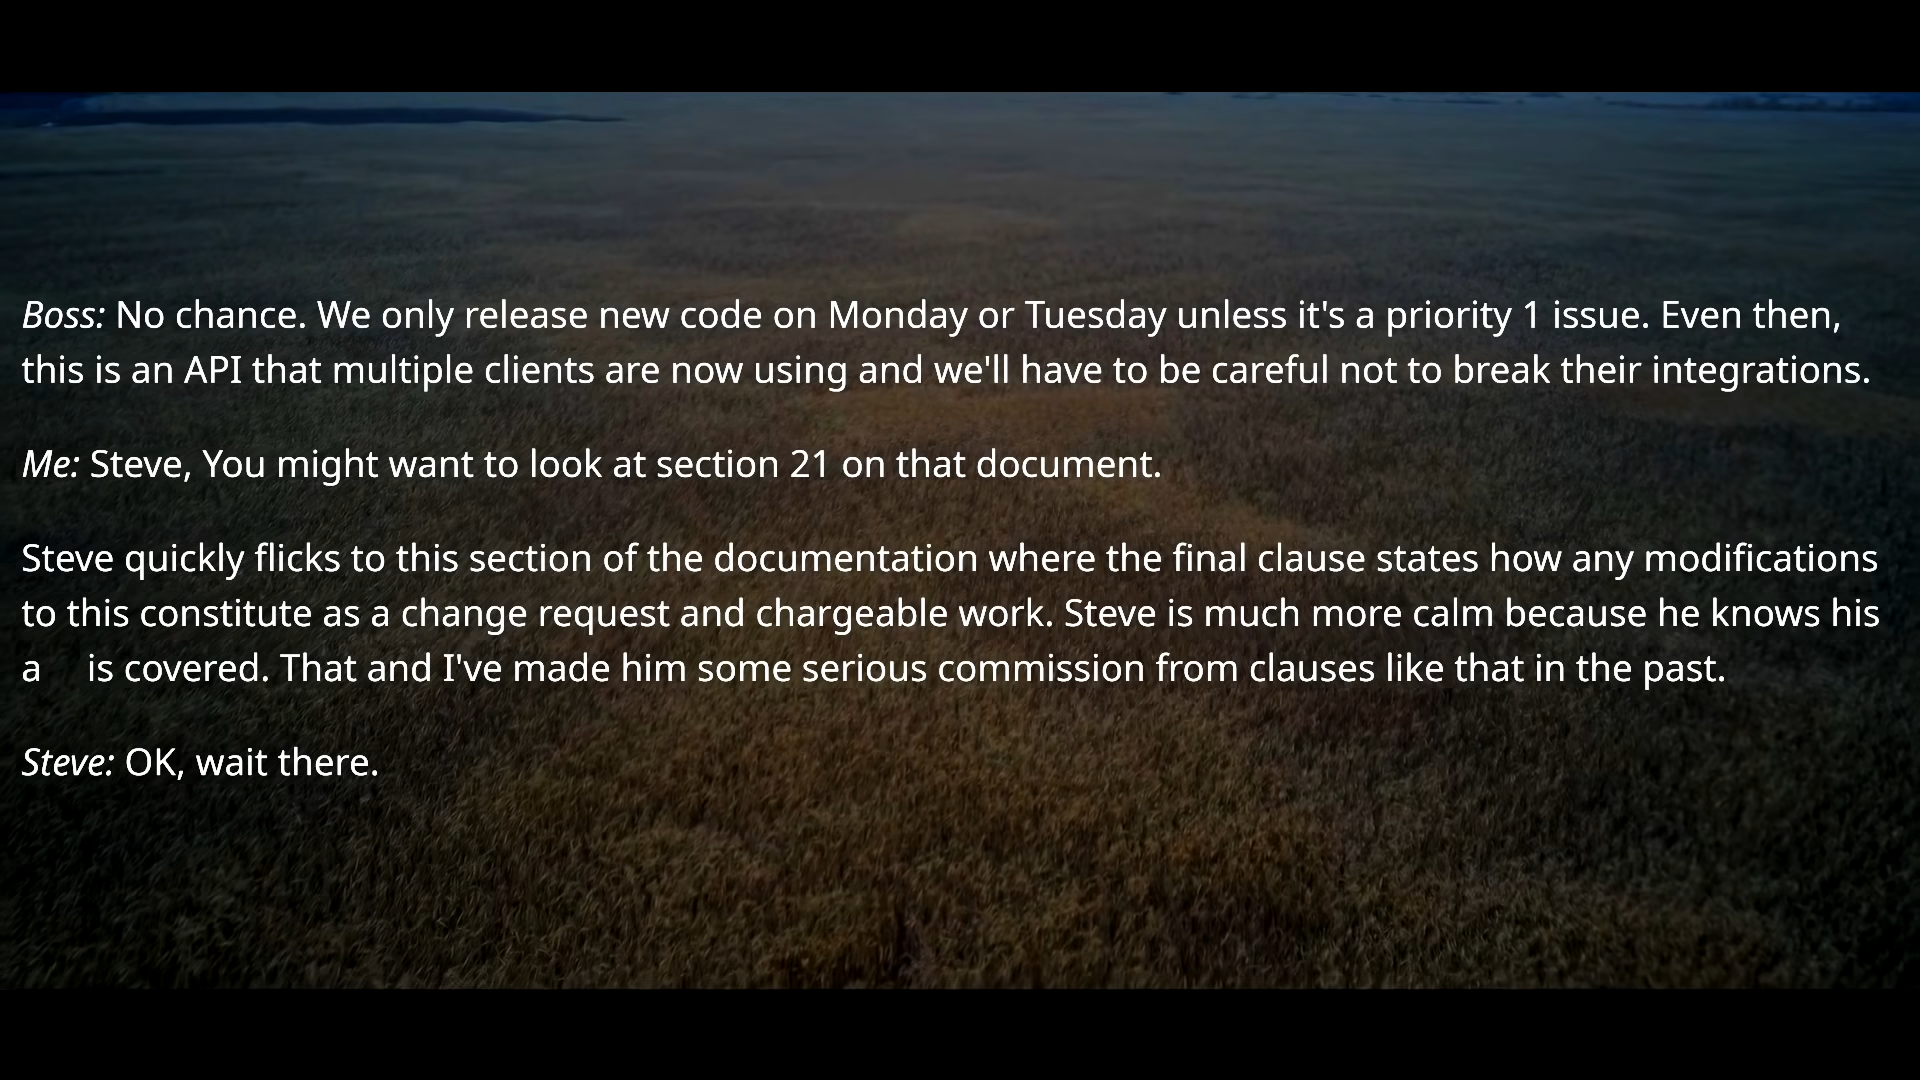 Boss: No chance. We only release new code on Monday or Tuesday unless it's a priority 1 issue. Even then,
this is an API that multiple clients are now using and we'll have to be careful not to break their integrations.
Me: Steve, You might want to look at section 21 on that document.
Steve quickly flicks to this section of the documentation where the final clause states how any modifications
to this constitute as a change request and chargeable work. Steve is much more calm because he knows his
a is covered. That and I've made him some serious commission from clauses like that in the past.
Steve: OK, wait there.